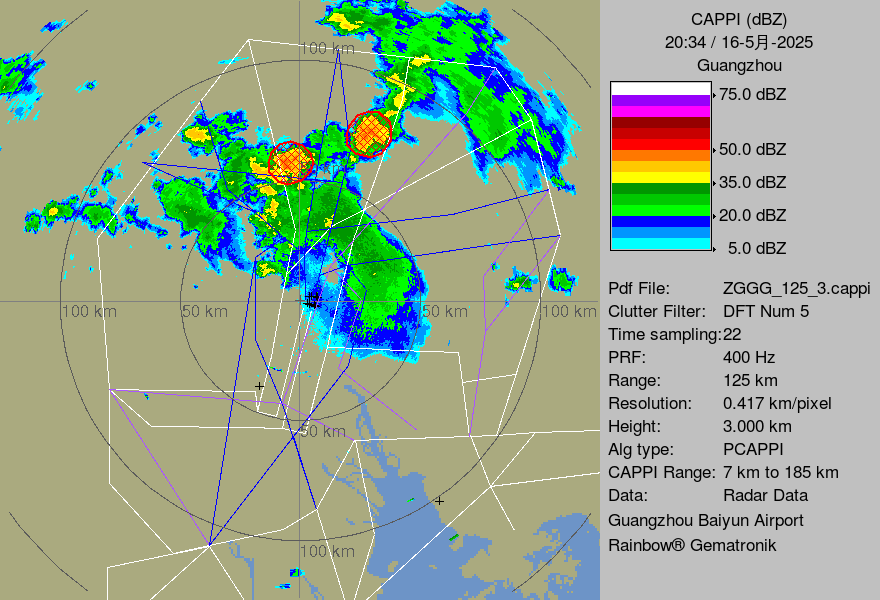 CAPPI (dBZ)
20:34 / 16-5月-2025
Guangzhou
75.0 dBZ
50.0 dBZ
35.0 dBZ
20.0 dBZ
5.0 dBZ
Pdf File: ZGGG_125_3.cappi
Clutter Filter: DFT Num 5
Time sampling:22
PRF: 400 Hz
Range: 125 km
Resolution: 0.417 km/pixel
Height: 3.000 km
Alg type: PCAPPI
CAPPI Range: 7 km to 185 km
Data: Radar Data
Guangzhou Baiyun Airport
Rainbow® Gematronik
100 km
100 km
50 km
50 km
100 km
50 km
100 km